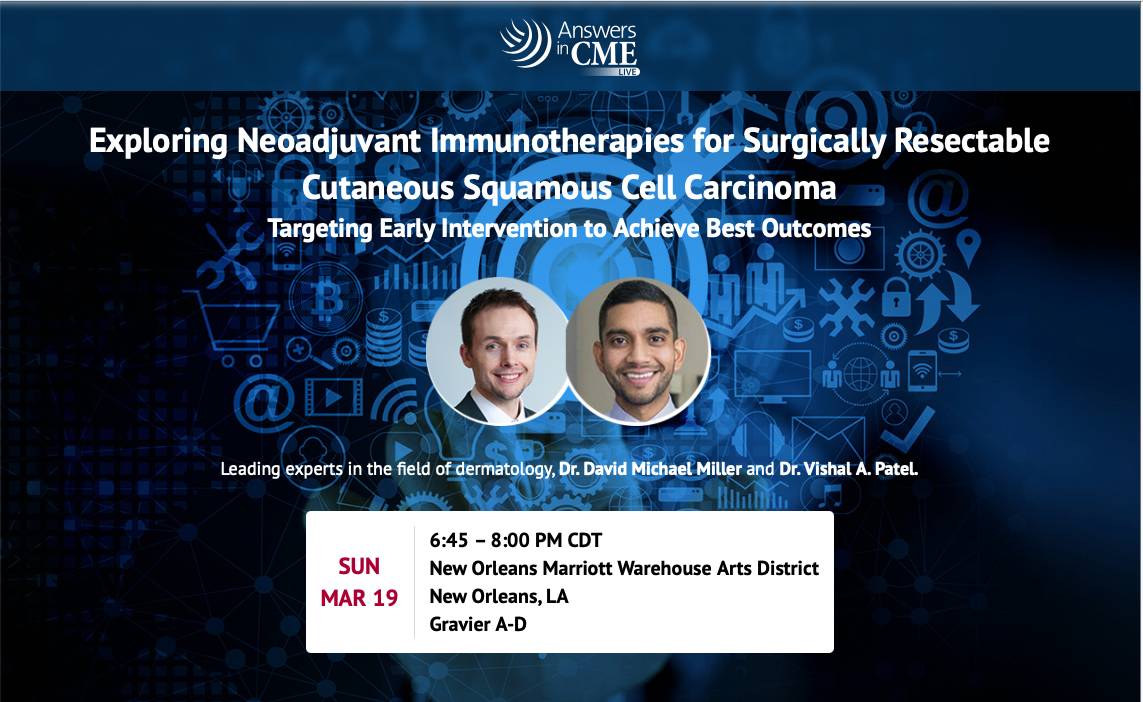 Answers
in CME
LIVE
Exploring Neoadjuvant Immunotherapies for Surgically Resectable
Cutaneous Squamous Cell Carcinoma
Targeting Early Intervention to Achieve Best Outcomes
Leading experts in the field of dermatology, Dr. David Michael Miller and Dr. Vishal A. Patel.
SUN
MAR 19
6:45 – 8:00 PM CDT
New Orleans Marriott Warehouse Arts District
New Orleans, LA
Gravier A-D